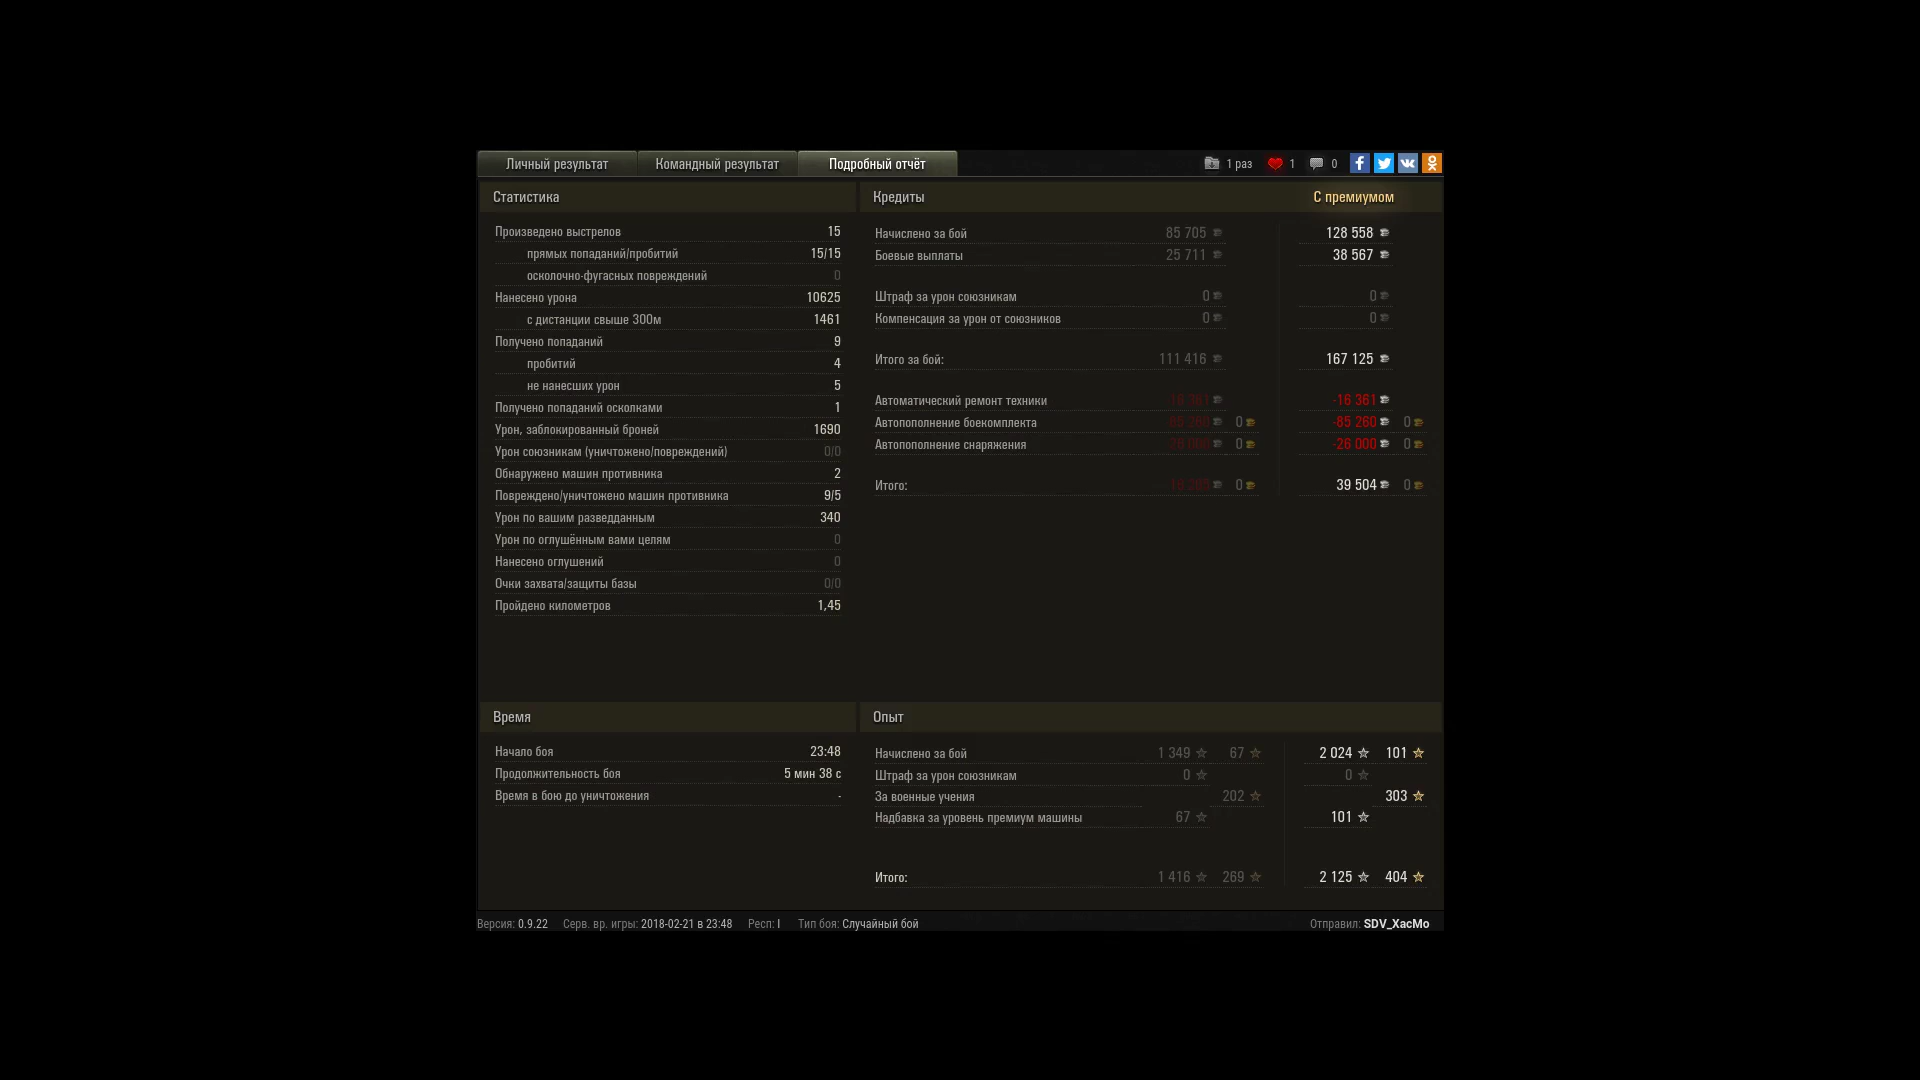 Личный результат Командный результат Подробный отчёт 1 раз 1 0
Статистика
Произведено выстрелов 15
прямых попаданий/пробитий 15/15
осколочно-фугасных повреждений 0
Нанесено урона 10625
с дистанции свыше 300м 1461
Получено попаданий 9
пробитий 4
не нанесших урон 5
Получено попаданий осколками 1
Урон, заблокированный броней 1690
Урон союзникам (уничтожено/повреждений) 0/0
Обнаружено машин противника 2
Повреждено/уничтожено машин противника 9/5
Урон по вашим разведданным 340
Урон по оглушённым вами целям 0
Нанесено оглушений 0
Очки захвата/защиты базы 0/0
Пройдено километров 1,45
Кредиты С премиумом
Начислено за бой 85 705 128 558
Боевые выплаты 25 711 38 567
Штраф за урон союзникам 0 0
Компенсация за урон от союзников 0 0
Итого за бой: 111 416 167 125
Автоматический ремонт техники -16 361
Автопополнение боекомплекта 0 -85 260 0
Автопополнение снаряжения 0 -26 000 0
Итого: 0 39 504 0
Время
Начало боя 23:48
Продолжительность боя 5 мин 38 с
Время в бою до уничтожения -
Опыт
Начислено за бой 1 349 67 2 024 101
Штраф за урон союзникам 0 0
За военные учения 202 303
Надбавка за уровень премиум машины 67 101
Итого: 1 416 269 2 125 404
Версия: 0.9.22 Серв. вр. игры: 2018-02-21 в 23:48 Респ: I Тип боя: Случайный бой Отправил: SDV_XacMo